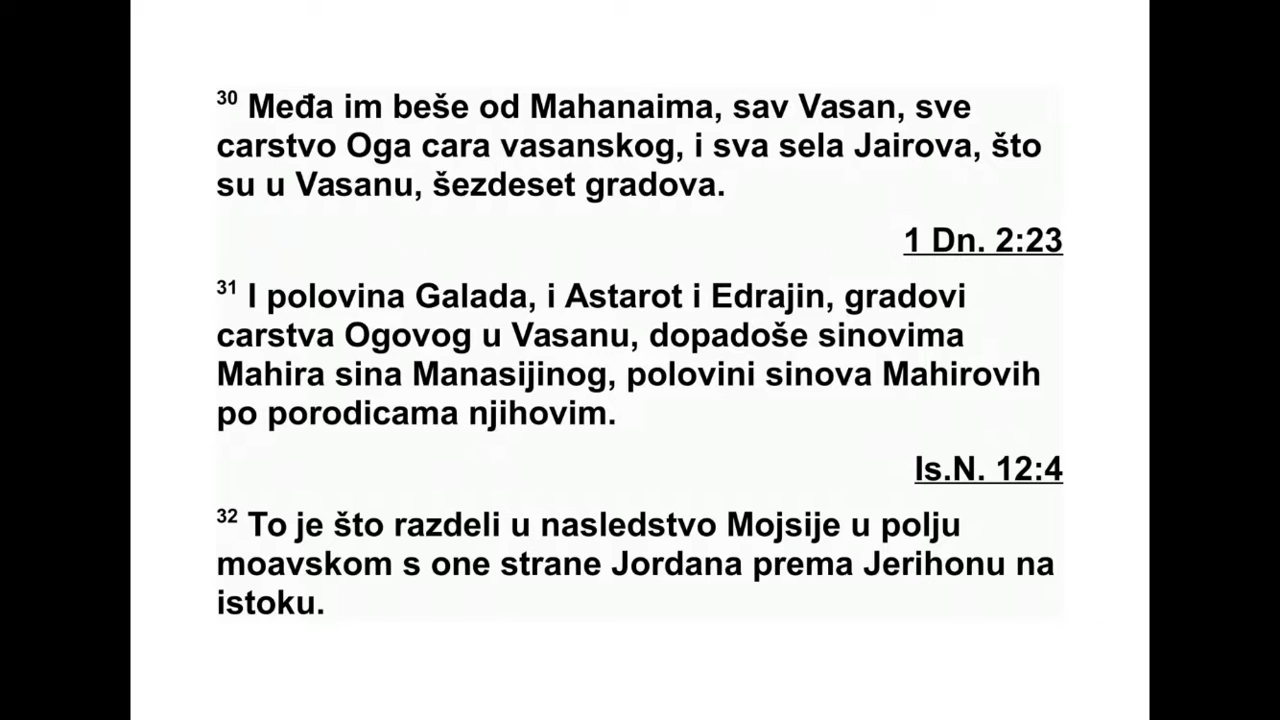 30 Međa im beše od Mahanaima, sav Vasan, sve
carstvo Oga cara vasanskog, i sva sela Jairova, što
su u Vasanu, šezdeset gradova.
1 Dn. 2:23
31 I polovina Galada, i Astarot i Edrajin, gradovi
carstva Ogovog u Vasanu, dopadoše sinovima
Mahira sina Manasijinog, polovini sinova Mahirovih
po porodicama njihovim.
Is.N. 12:4
32 To je što razdeli u nasledstvo Mojsije u polju
moavskom s one strane Jordana prema Jerihonu na
istoku.